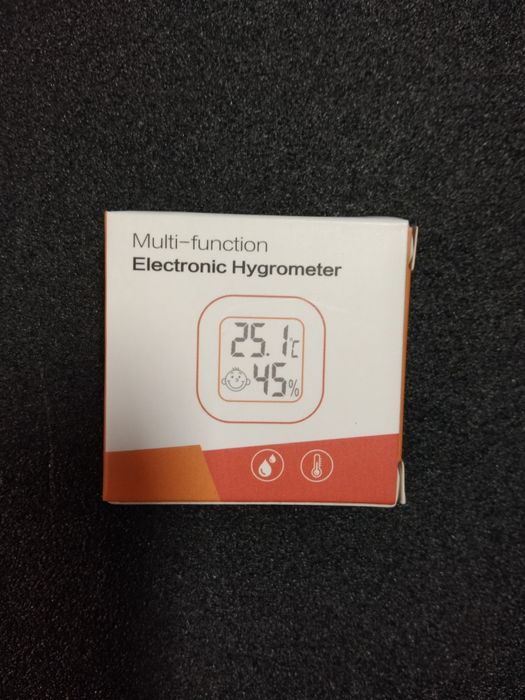 Multi-function
Electronic Hygrometer
25.1℃
45%